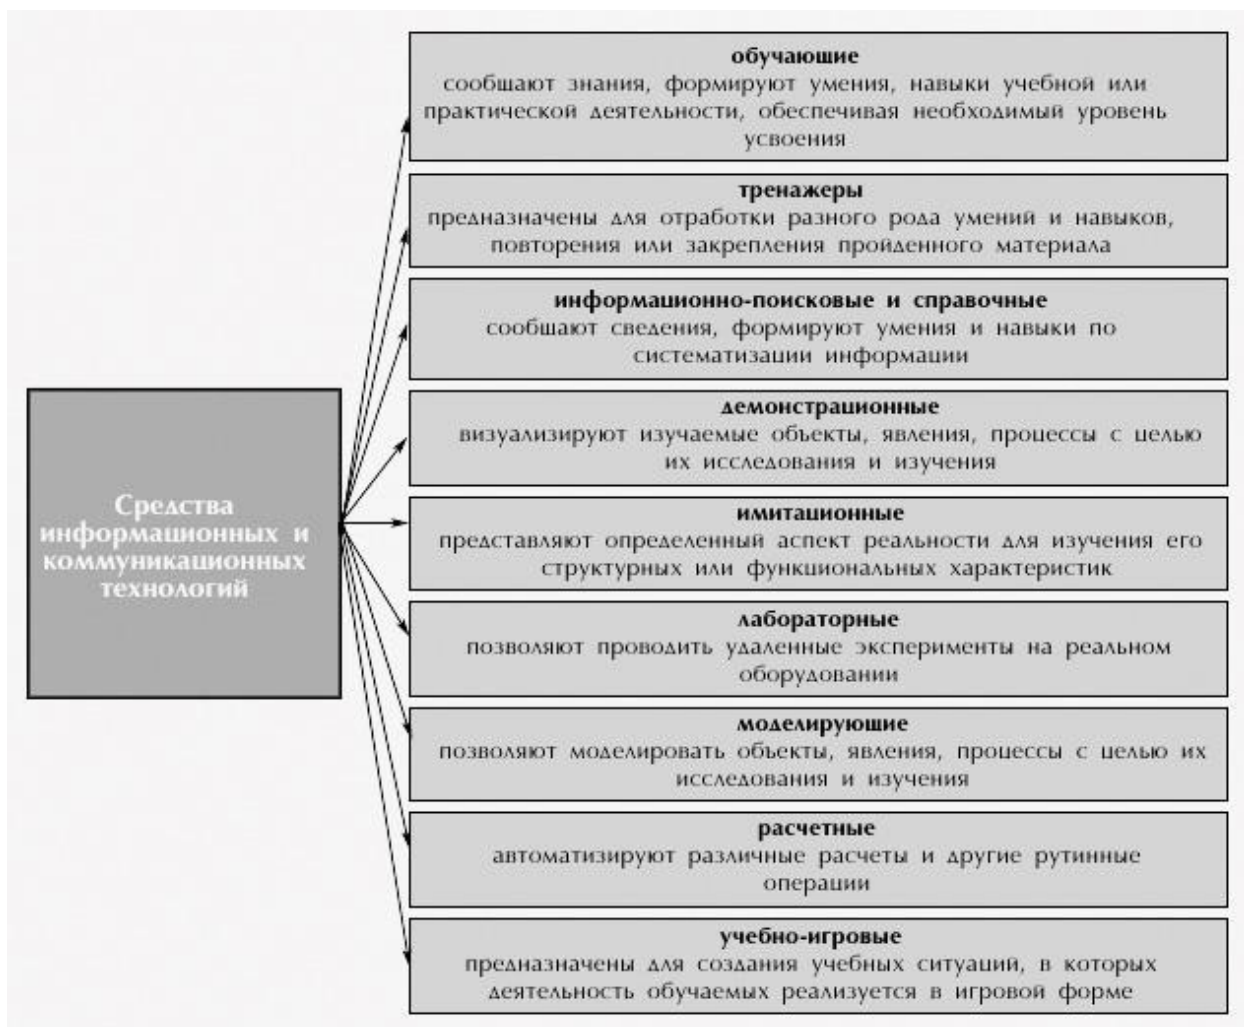 обучающие
сообщают знания, формируют умения, навыки учебной или
практической деятельности, обеспечивая необходимый уровень
усвоения
тренажеры
предназначены для отработки разного рода умений и навыков,
повторения или закрепления пройденного материала
информационно-поисковые и справочные
сообщают сведения, формируют умения и навыки по
систематизации информации
демонстрационные
визуализируют изучаемые объекты, явления, процессы с целью
их исследования и изучения
Средства
информационных и
коммуникационных
технологий
имитационные
представляют определенный аспект реальности для изучения его
структурных или функциональных характеристик
лабораторные
позволяют проводить удаленные эксперименты на реальном
оборудовании
моделирующие
позволяют моделировать объекты, явления, процессы с целью их
исследования и изучения
расчетные
автоматизируют различные расчеты и другие рутинные
операции
учебно-игровые
предназначены для создания учебных ситуаций, в которых
деятельность обучаемых реализуется в игровой форме